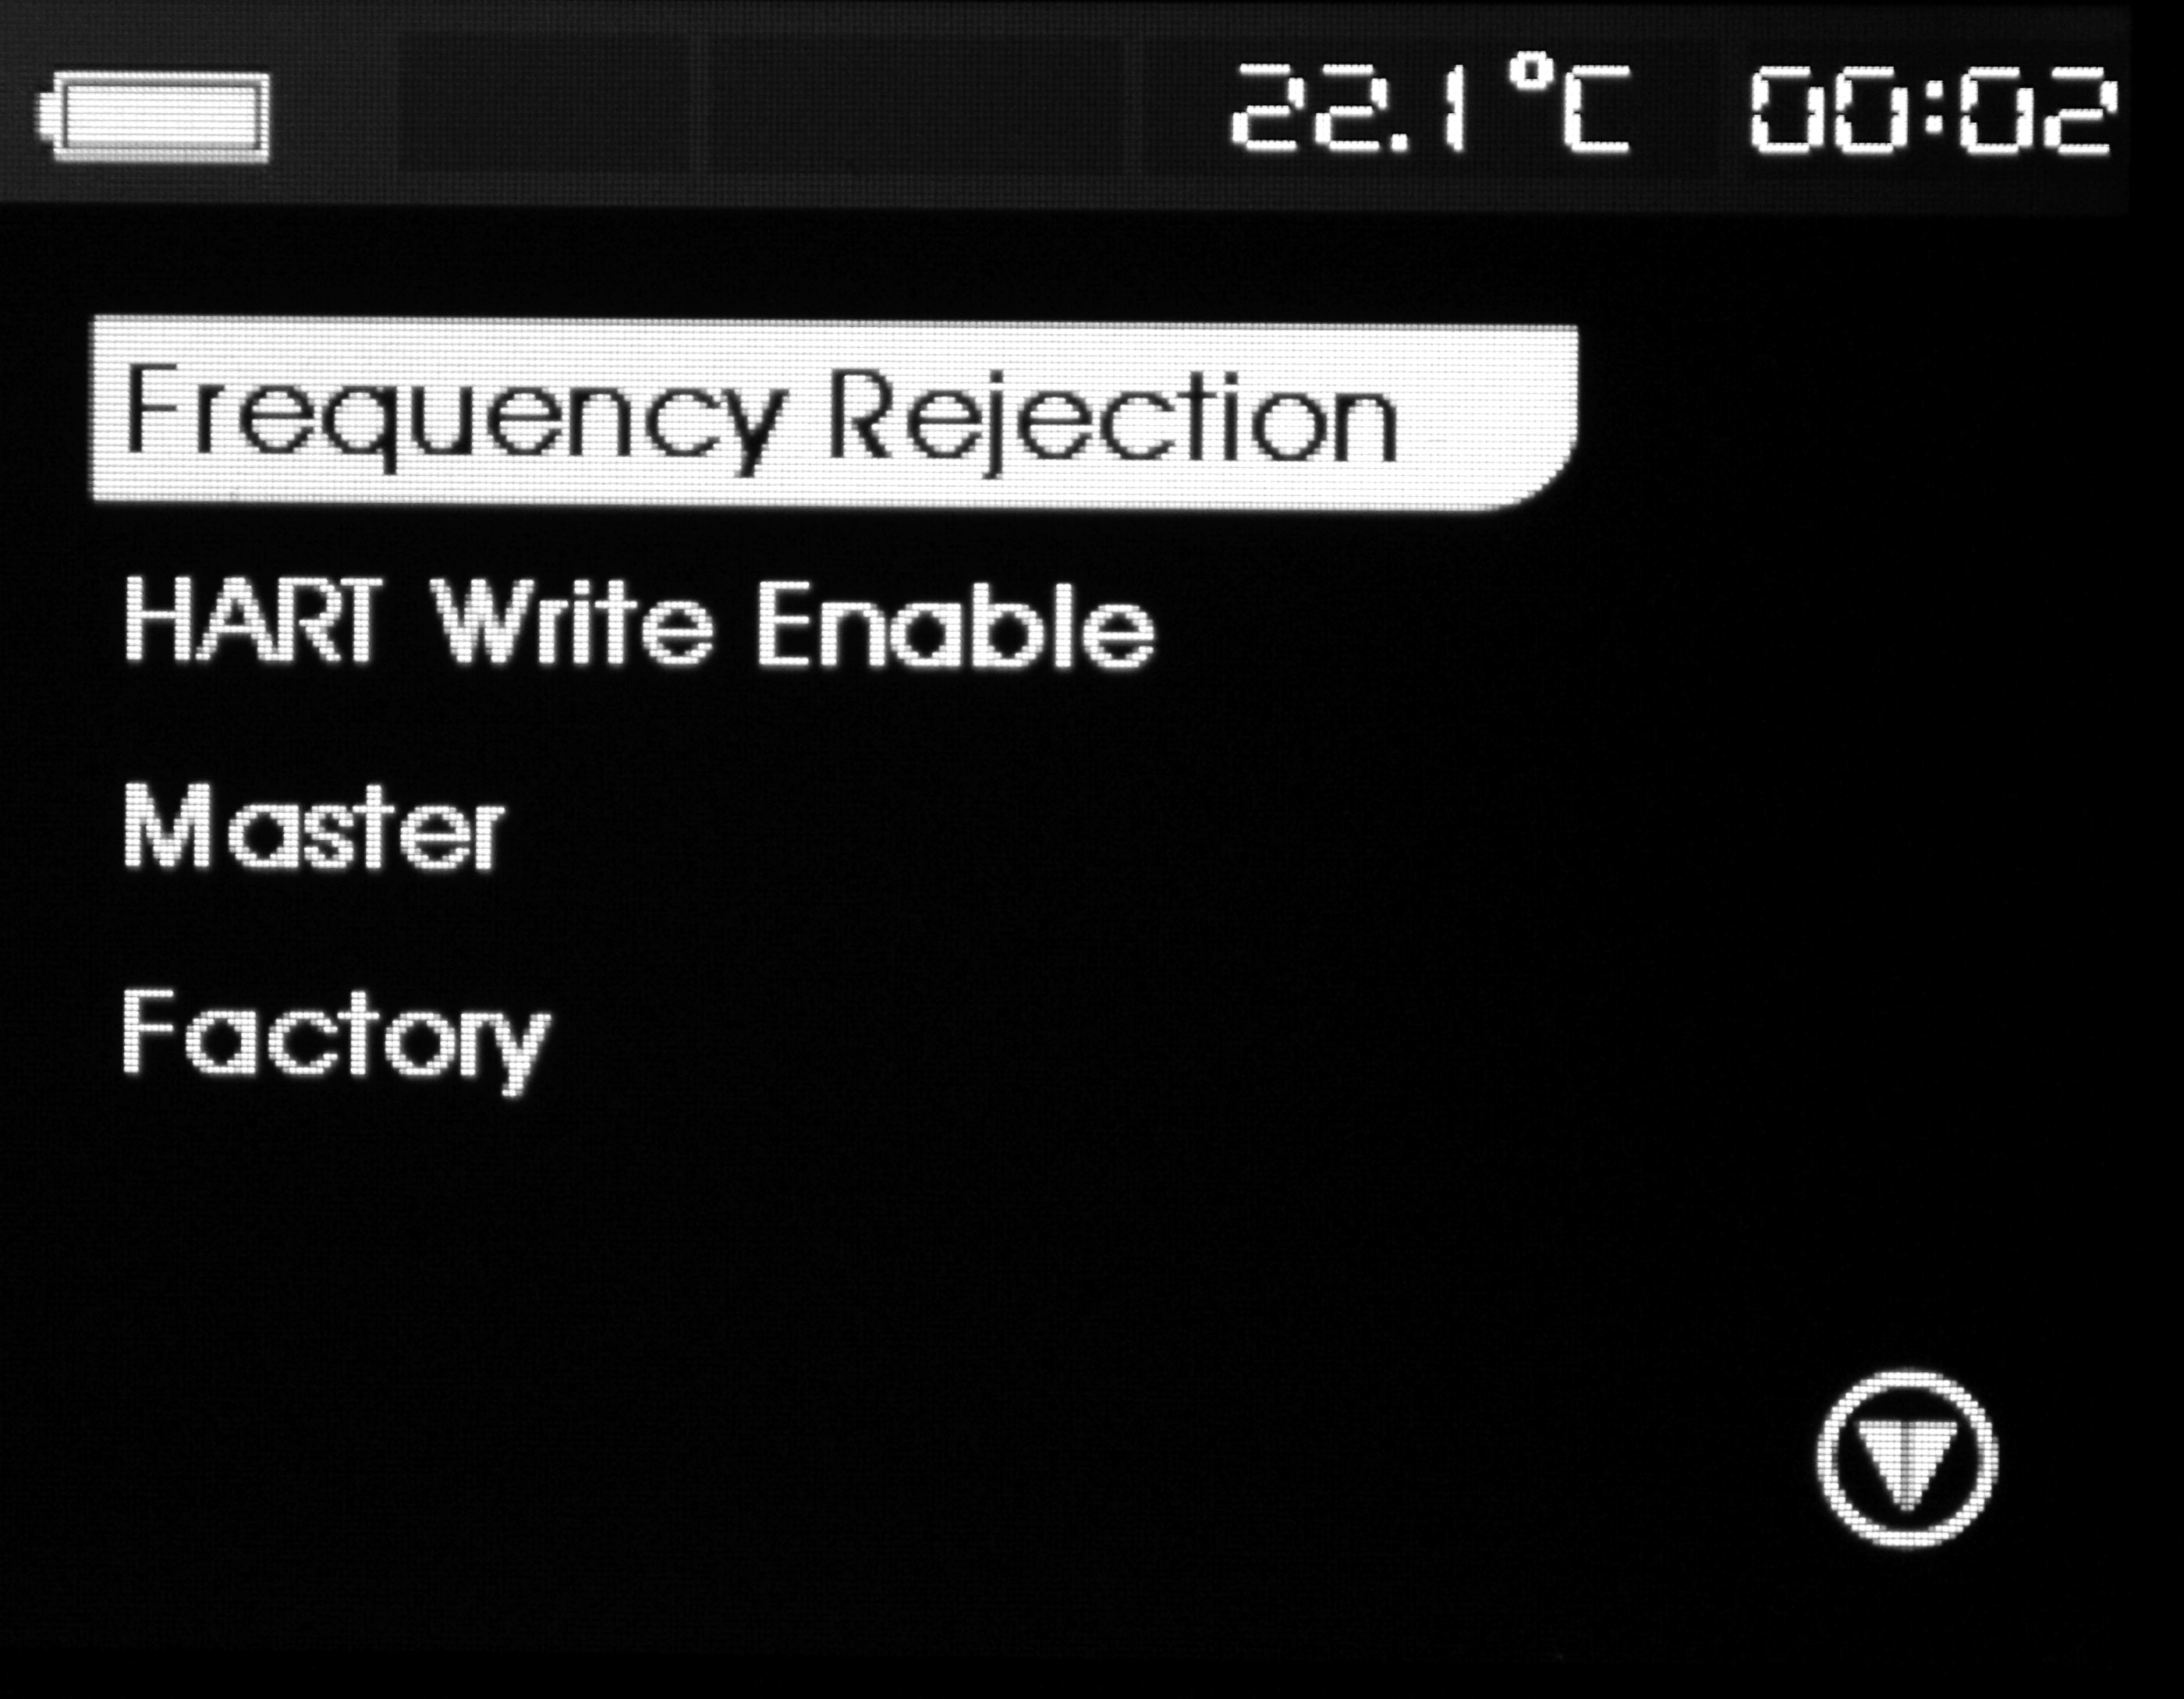 22.1 °C 00:02
Frequency Rejection
HART Write Enable
Master
Factory